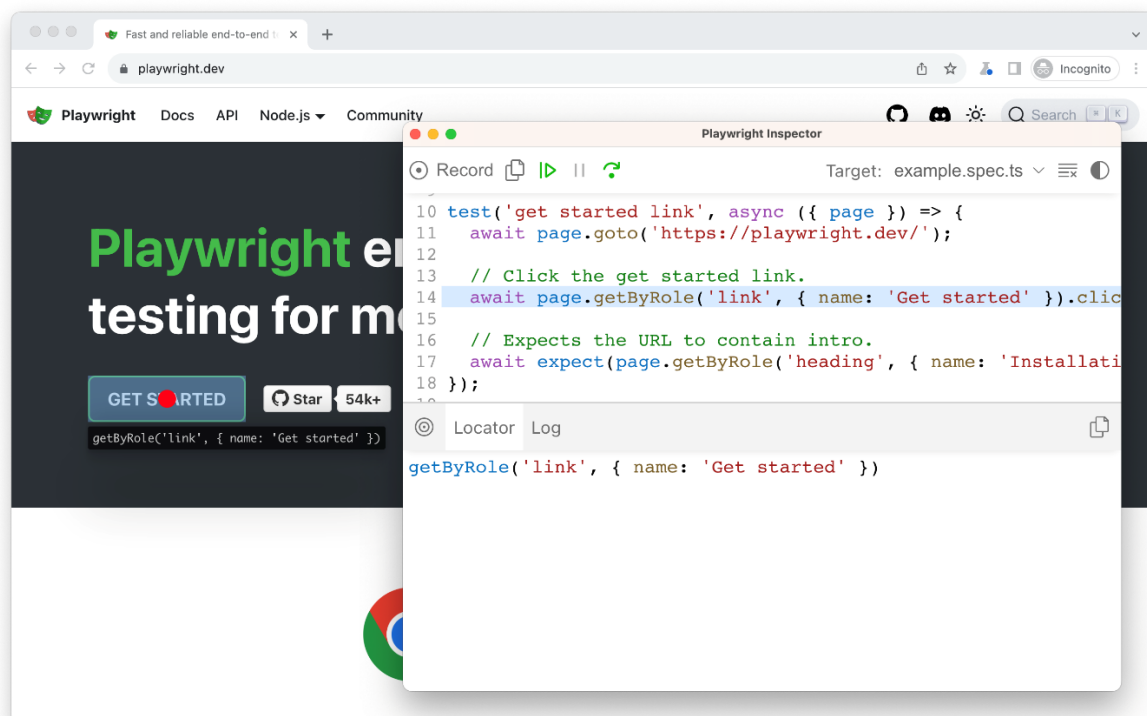 Fast and reliable end-to-end t
playwright.dev
Incognito
Playwright Docs API Node.js Community
Search ⌘ K
Playwright Inspector
Record
Target: example.spec.ts
10 test('get started link', async ({ page }) => {
11 await page.goto('https://playwright.dev/');
12
13 // Click the get started link.
14 await page.getByRole('link', { name: 'Get started' }).clic
15
16 // Expects the URL to contain intro.
17 await expect(page.getByRole('heading', { name: 'Installati
18 });
Playwright
testing for
GET STARTED
Star 54k+
getByRole('link', { name: 'Get started' })
Locator Log
getByRole('link', { name: 'Get started' })